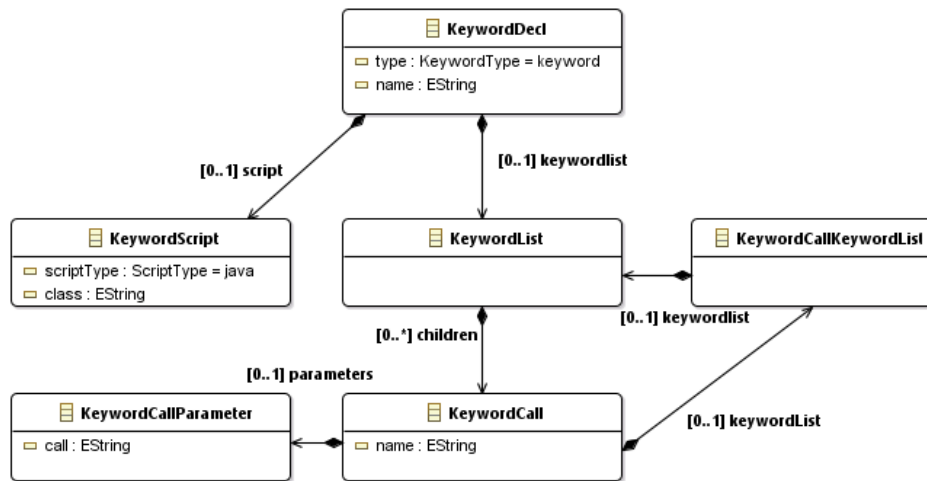 KeywordDecl
type : KeywordType = keyword
name : EString
[0..1] script
[0..1] keywordlist
KeywordScript
scriptType : ScriptType = java
class : EString
KeywordList
KeywordCallKeywordList
[0..1] keywordlist
[0..*] children
[0..1] parameters
KeywordCallParameter
call : EString
KeywordCall
name : EString
[0..1] keywordList